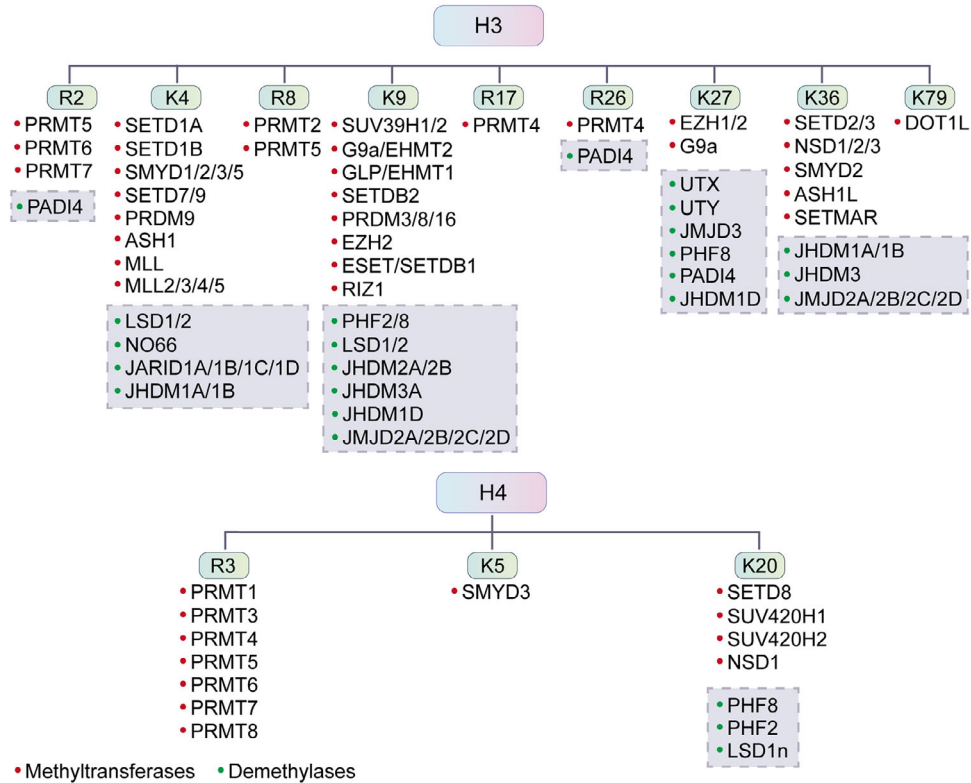 H3
R2
PRMT5
PRMT6
PRMT7
PADI4
K4
SETD1A
SETD1B
SMYD1/2/3/5
SETD7/9
PRDM9
ASH1
MLL
MLL2/3/4/5
LSD1/2
NO66
JARID1A/1B/1C/1D
JHDM1A/1B
R8
PRMT2
PRMT5
K9
SUV39H1/2
G9a/EHMT2
GLP/EHMT1
SETDB2
PRDM3/8/16
EZH2
ESET/SETDB1
RIZ1
PHF2/8
LSD1/2
JHDM2A/2B
JHDM3A
JHDM1D
JMJD2A/2B/2C/2D
R17
PRMT4
R26
PRMT4
PADI4
K27
EZH1/2
G9a
UTX
UTY
JMJD3
PHF8
PADI4
JHDM1D
K36
SETD2/3
NSD1/2/3
SMYD2
ASH1L
SETMAR
JHDM1A/1B
JHDM3
JMJD2A/2B/2C/2D
K79
DOT1L
H4
R3
PRMT1
PRMT3
PRMT4
PRMT5
PRMT6
PRMT7
PRMT8
K5
SMYD3
K20
SETD8
SUV420H1
SUV420H2
NSD1
PHF8
PHF2
LSD1n
Methyltransferases
Demethylases